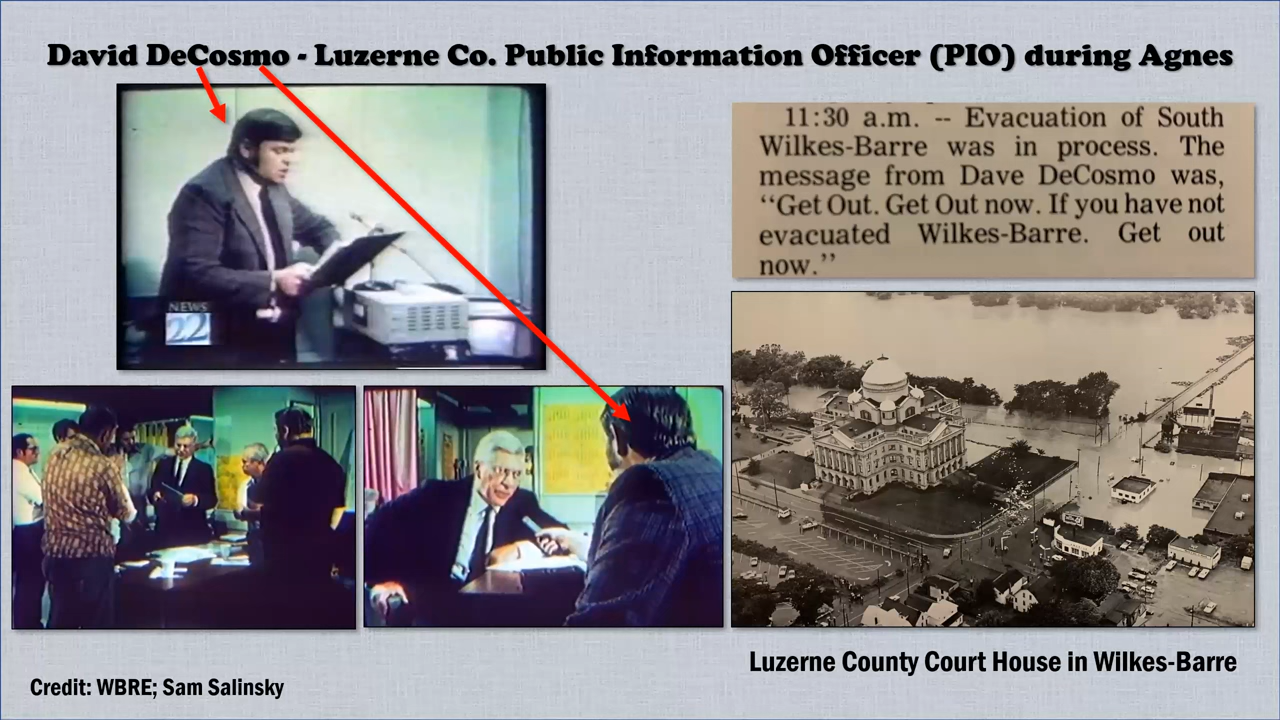 David DeCosmo - Luzerne Co. Public Information Officer (PIO) during Agnes
NEWS
22
11:30 a.m. -- Evacuation of South
Wilkes-Barre was in process. The
message from Dave DeCosmo was,
‘‘Get Out. Get Out now. If you have not
evacuated Wilkes-Barre. Get out
now.’’
Luzerne County Court House in Wilkes-Barre
Credit: WBRE; Sam Salinsky